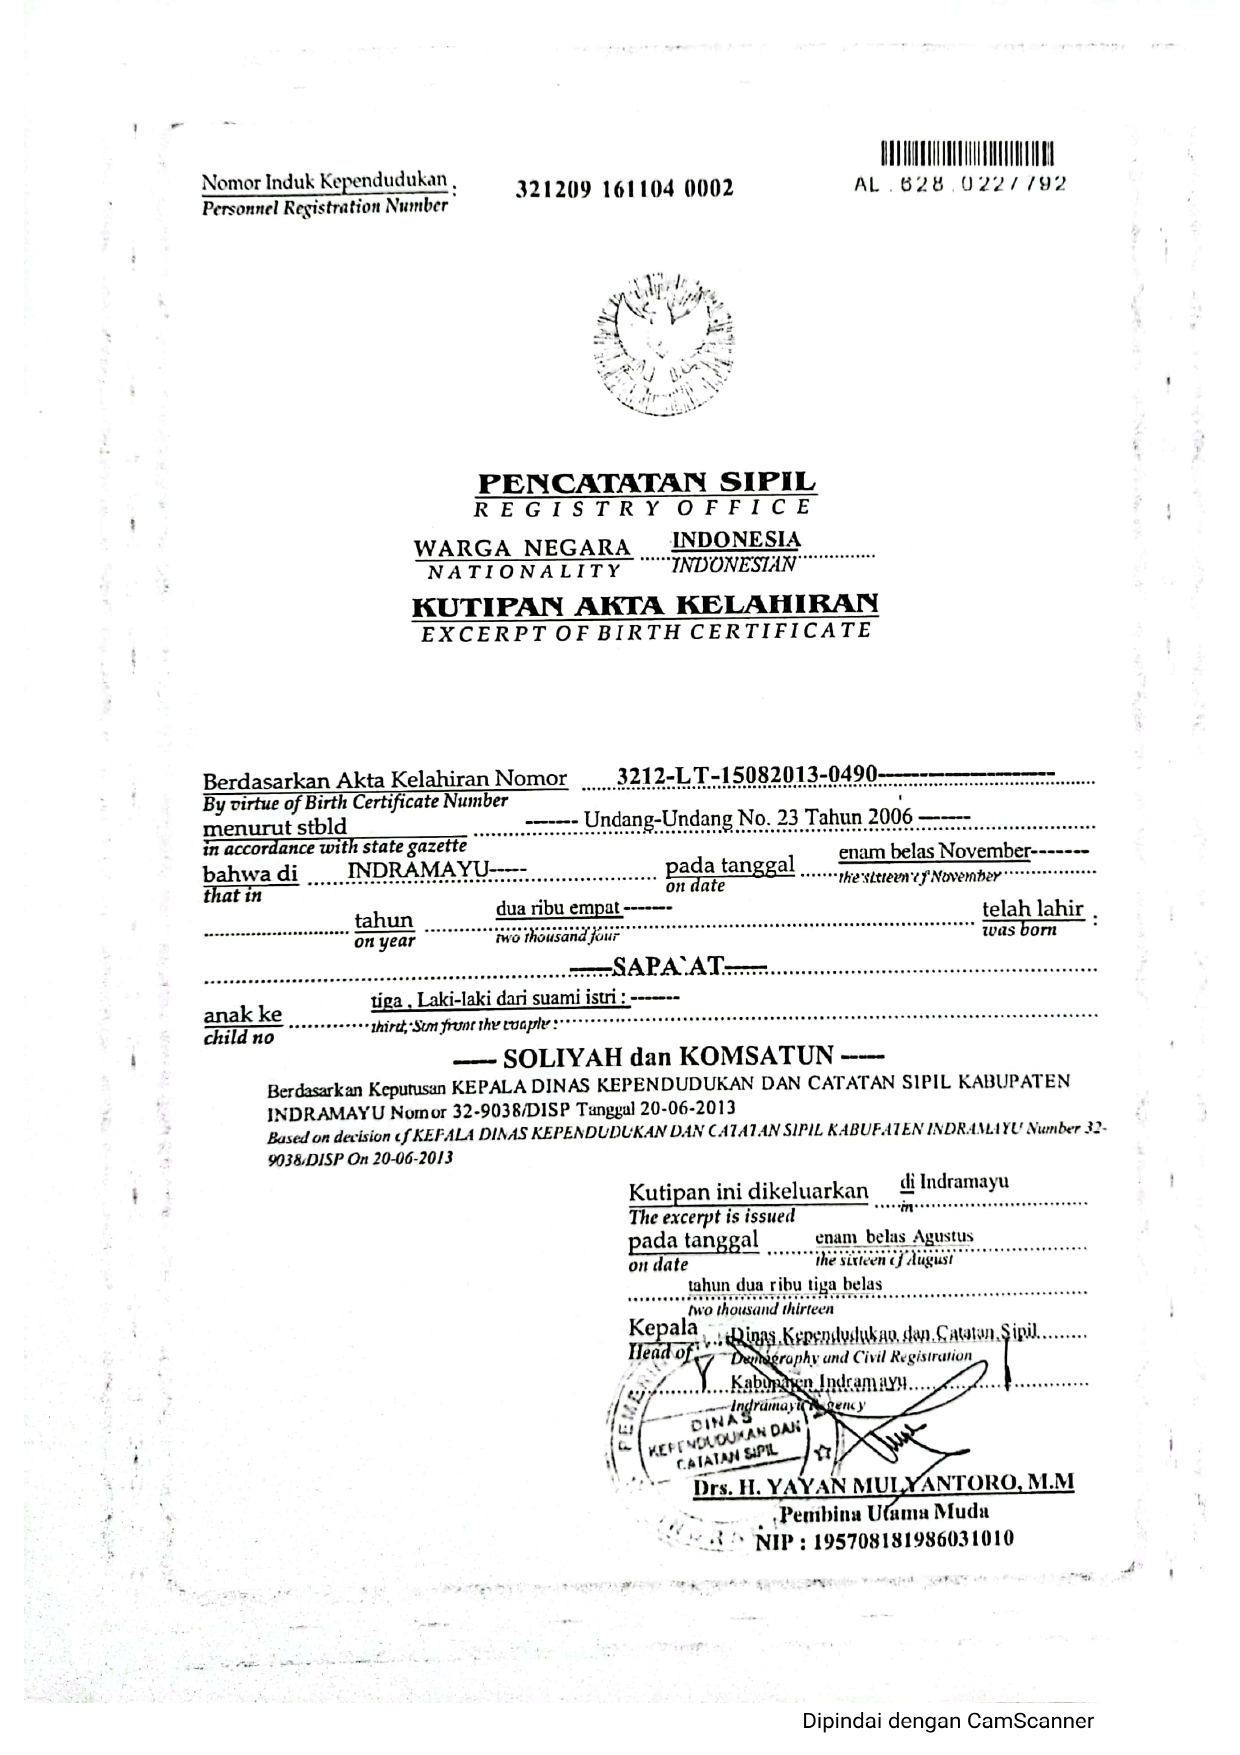 Nomor Induk Kependudukan : 321209 161104 0002
Personnel Registration Number
PENCATATAN SIPIL
REGISTRY OFFICE
WARGA NEGARA INDONESIA
NATIONALITY INDONESIAN
KUTIPAN AKTA KELAHIRAN
EXCERPT OF BIRTH CERTIFICATE
Berdasarkan Akta Kelahiran Nomor 3212-LT-15082013-0490
By virtue of Birth Certificate Number
menurut stbld ------- Undang-Undang No. 23 Tahun 2006 -------
in accordance with state gazette
bahwa di INDRAMAYU----- pada tanggal enam belas November-------
that in on date the sixteen of November
tahun dua ribu empat ------- telah lahir :
on year two thousand four was born
-----SAPA`AT-----
anak ke tiga , Laki-laki dari suami istri : -------
child no third, Son from the couple :
---- SOLIYAH dan KOMSATUN ----
Berdasarkan Keputusan KEPALA DINAS KEPENDUDUKAN DAN CATATAN SIPIL KABUPATEN
INDRAMAYU Nomor 32-9038/DISP Tanggal 20-06-2013
Based on decision of KEPALA DINAS KEPENDUDUKAN DAN CATATAN SIPIL KABUPATEN INDRAMAYU Number 32-
9038/DISP On 20-06-2013
Kutipan ini dikeluarkan di Indramayu
The excerpt is issued in
pada tanggal enam belas Agustus
on date the sixteen of August
tahun dua ribu tiga belas
two thousand thirteen
Kepala Dinas Kependudukan dan Catatan Sipil
Head of Demography and Civil Registration
Kabupaten Indramayu
Indramayu Regency
DINAS
KEPENDUDUKAN DAN
CATATAN SIPIL
Drs. H. YAYAN MULYANTORO, M.M
Pembina Utama Muda
NIP : 195708181986031010
Dipindai dengan CamScanner